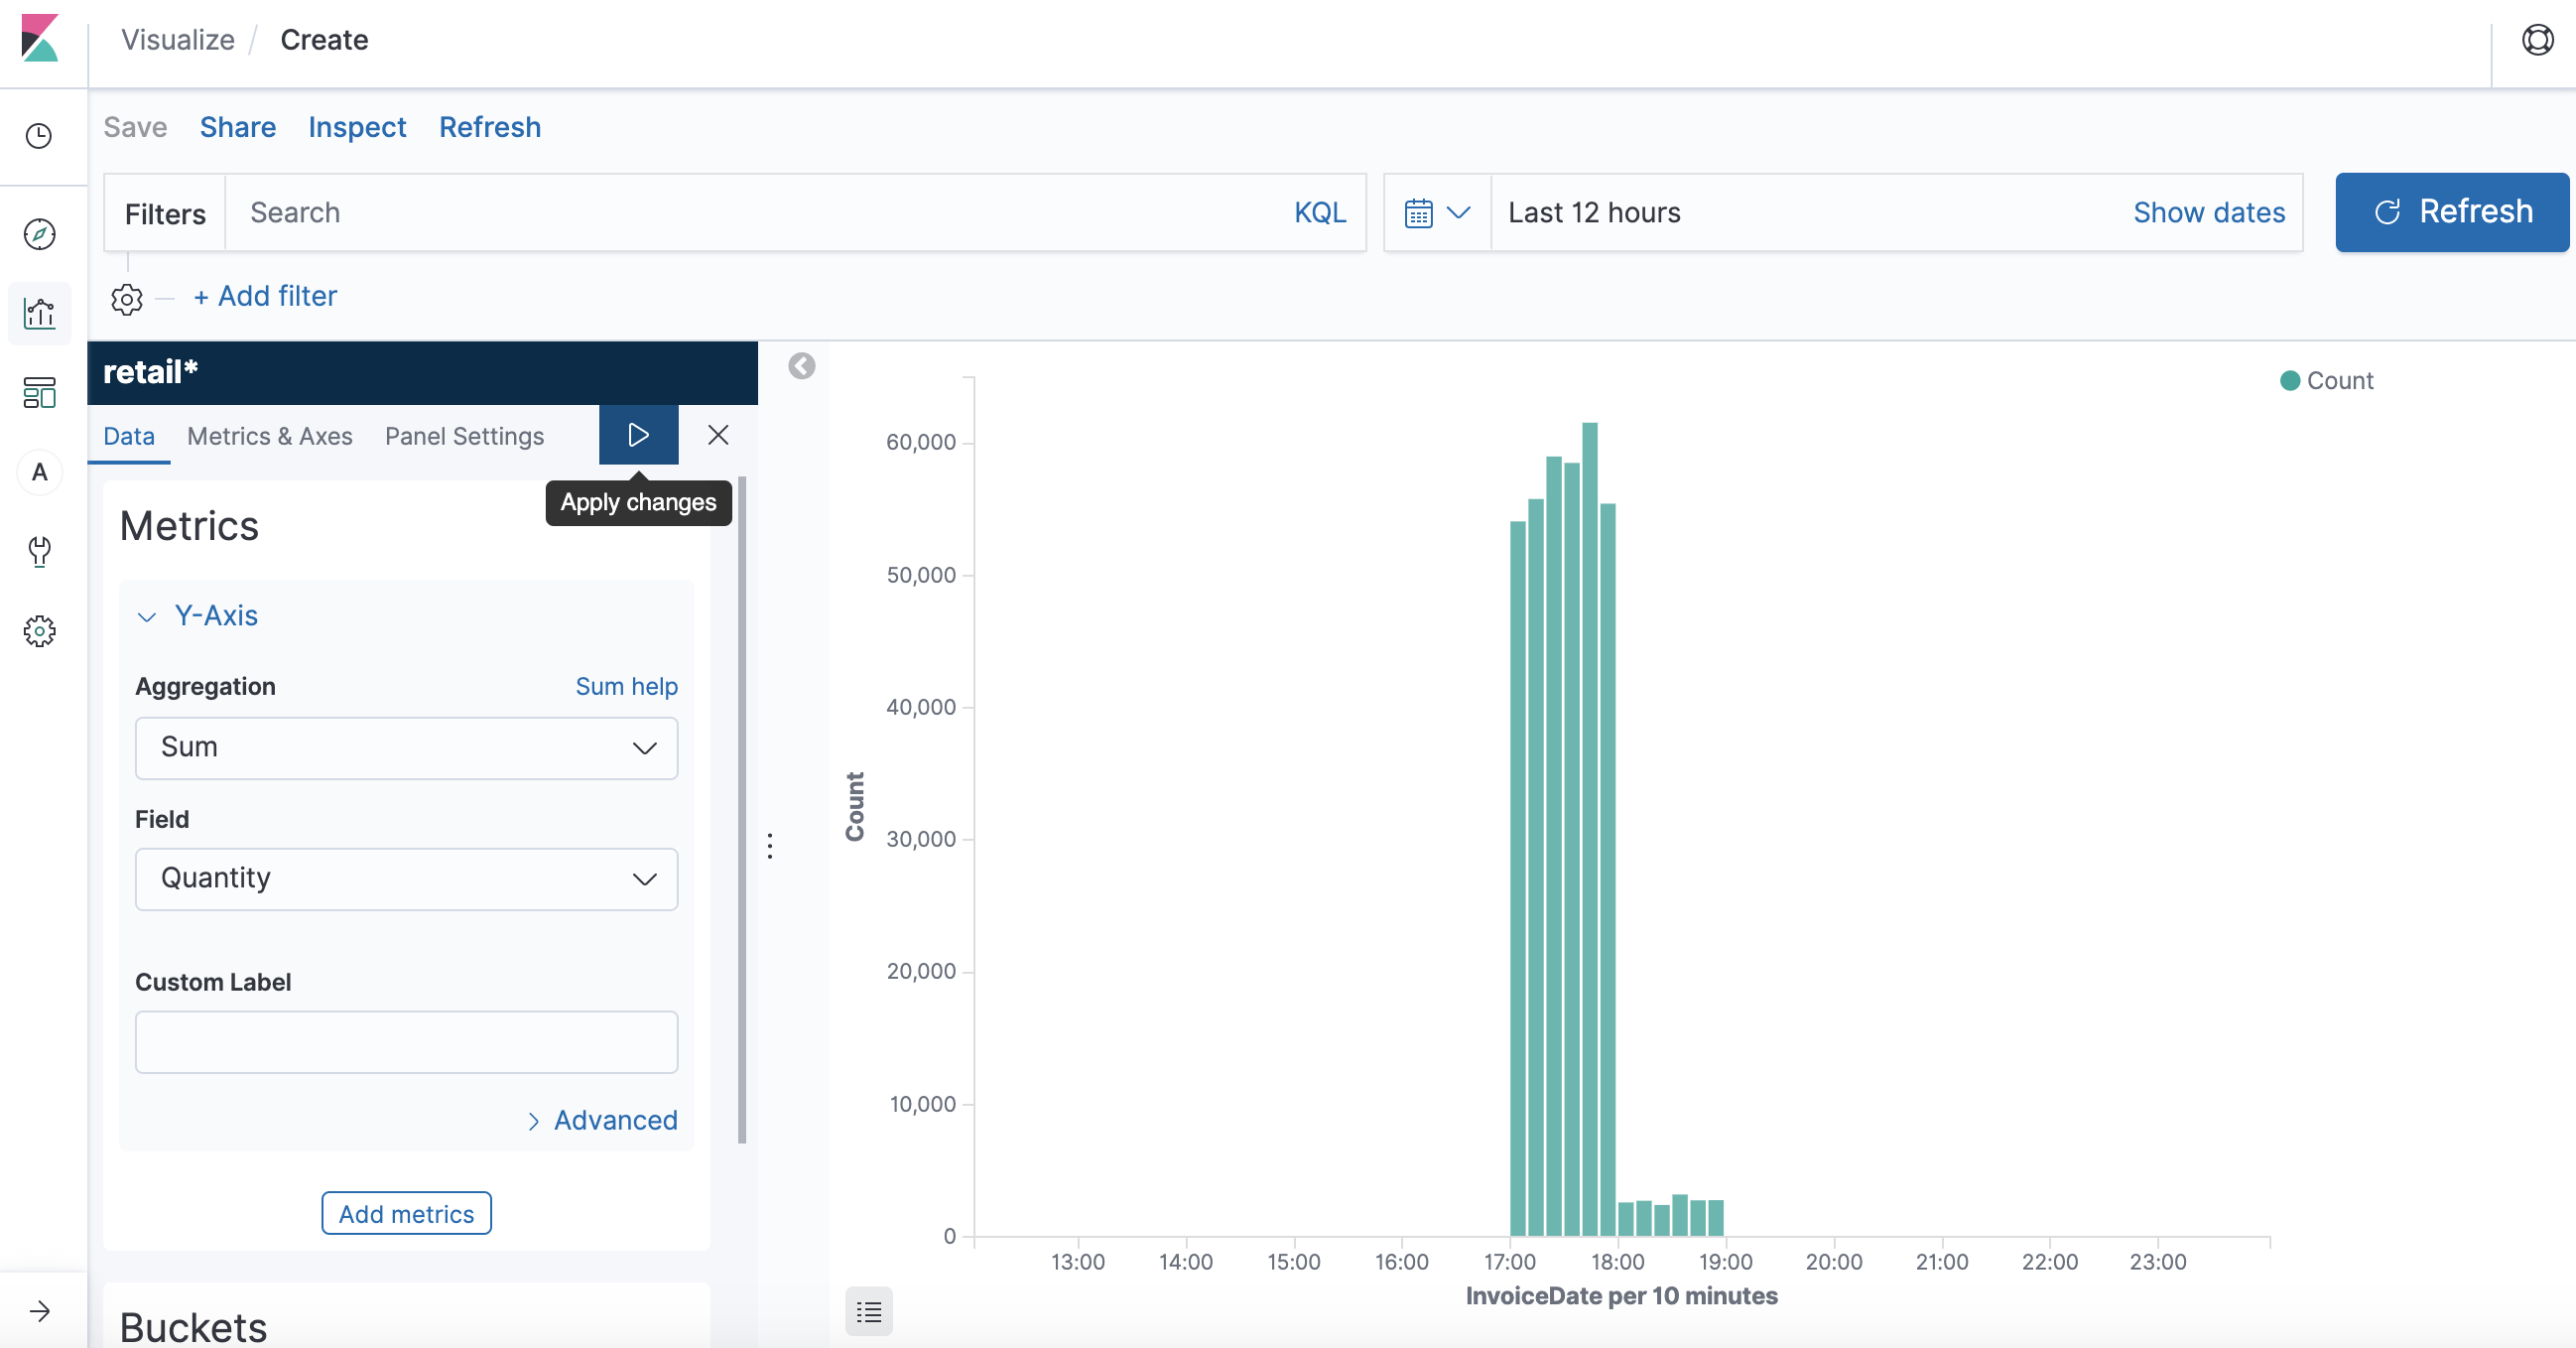 Visualize / Create
Save Share Inspect Refresh
Filters Search KQL Last 12 hours Show dates Refresh
+ Add filter
retail*
Data Metrics & Axes Panel Settings
Apply changes
Metrics
Y-Axis
Aggregation Sum help
Sum
Field
Quantity
Custom Label
Advanced
Add metrics
Buckets
A
Count
60,000
50,000
40,000
30,000
20,000
10,000
0
Count
13:00 14:00 15:00 16:00 17:00 18:00 19:00 20:00 21:00 22:00 23:00
InvoiceDate per 10 minutes